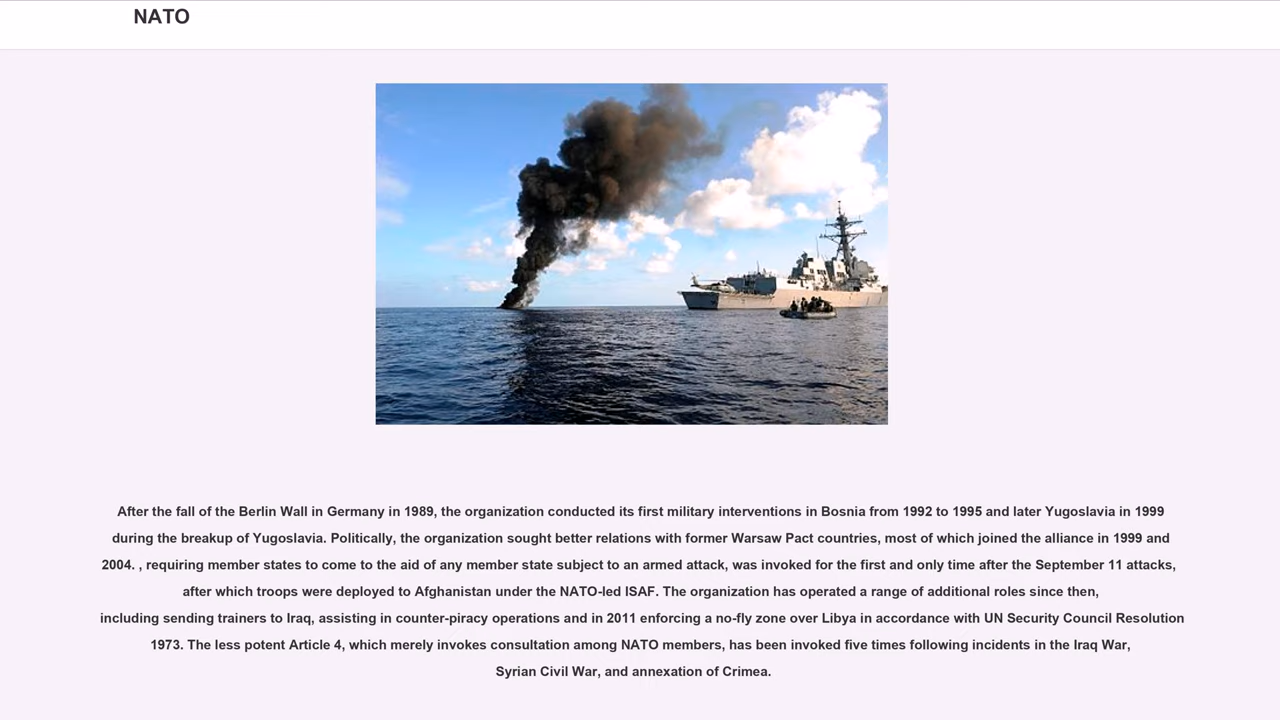 NATO
After the fall of the Berlin Wall in Germany in 1989, the organization conducted its first military interventions in Bosnia from 1992 to 1995 and later Yugoslavia in 1999
during the breakup of Yugoslavia. Politically, the organization sought better relations with former Warsaw Pact countries, most of which joined the alliance in 1999 and
2004. , requiring member states to come to the aid of any member state subject to an armed attack, was invoked for the first and only time after the September 11 attacks,
after which troops were deployed to Afghanistan under the NATO-led ISAF. The organization has operated a range of additional roles since then,
including sending trainers to Iraq, assisting in counter-piracy operations and in 2011 enforcing a no-fly zone over Libya in accordance with UN Security Council Resolution
1973. The less potent Article 4, which merely invokes consultation among NATO members, has been invoked five times following incidents in the Iraq War,
Syrian Civil War, and annexation of Crimea.